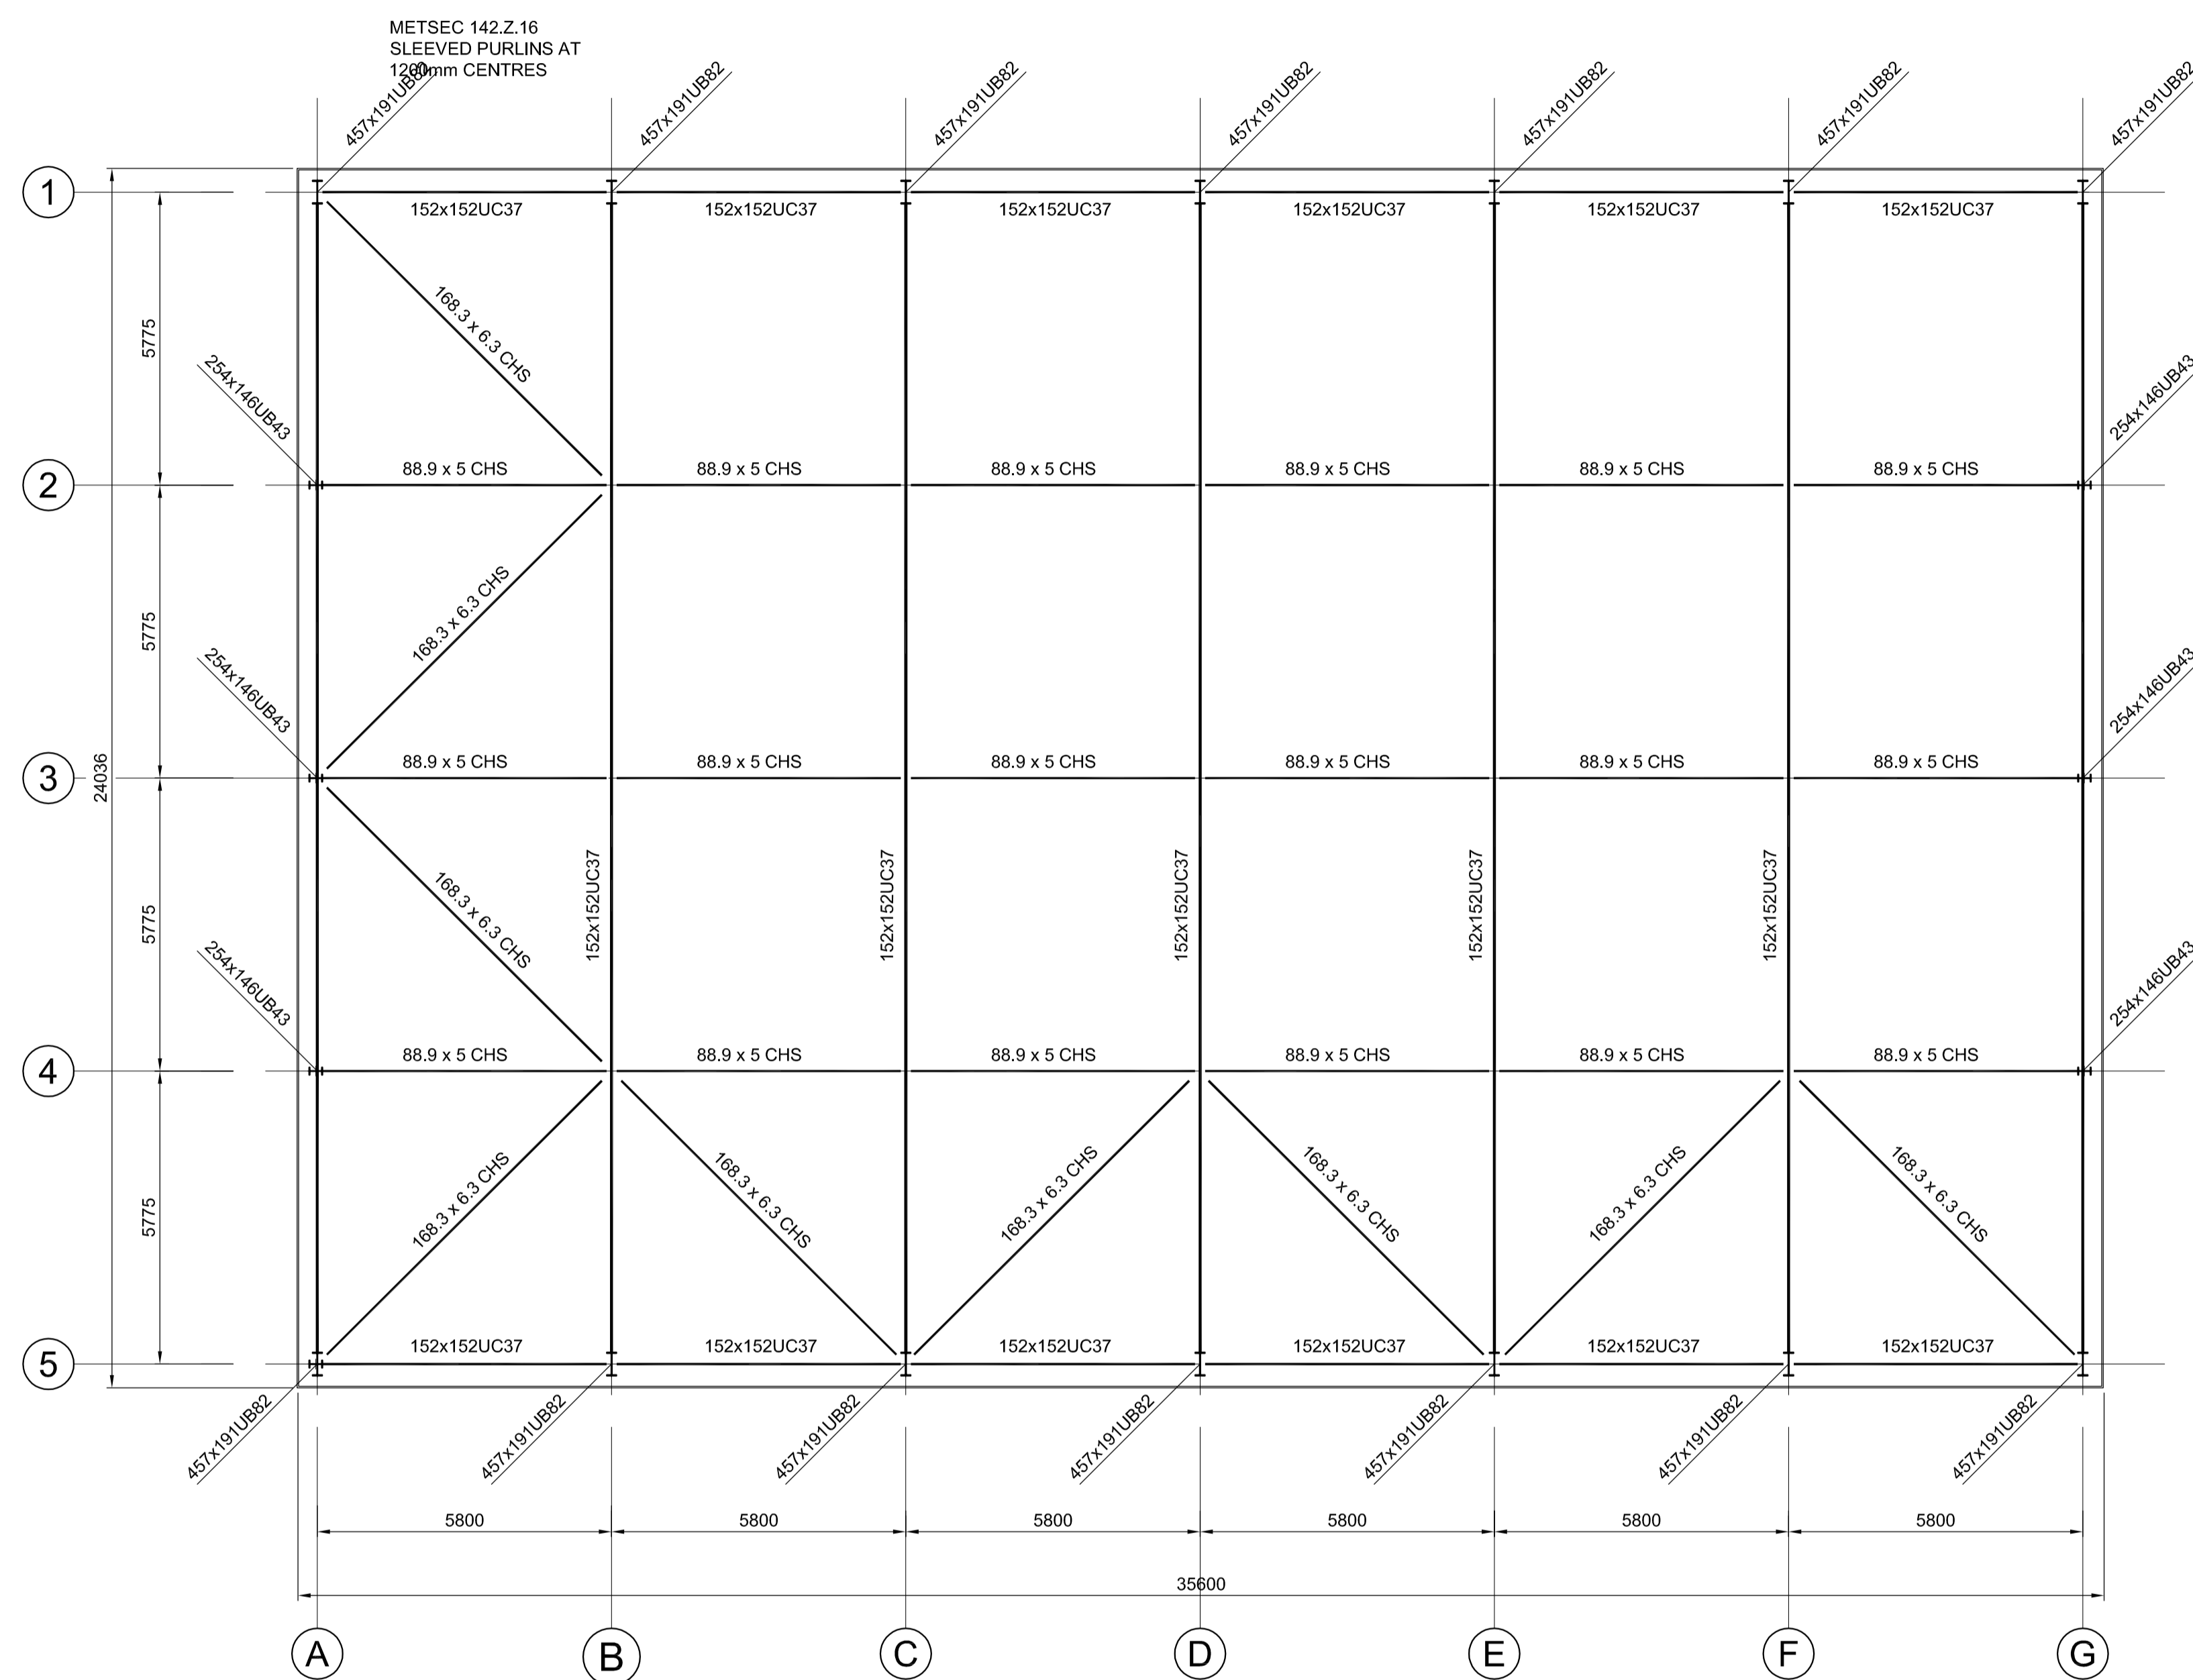 METSEC 142.Z.16
SLEEVED PURLINS AT
1200mm CENTRES
457x191UB82
457x191UB82
457x191UB82
457x191UB82
457x191UB82
457x191UB82
457x191UB82
1
152x152UC37
152x152UC37
152x152UC37
152x152UC37
152x152UC37
152x152UC37
5775
168.3 x 6.3 CHS
254x146UB43
254x146UB43
2
88.9 x 5 CHS
88.9 x 5 CHS
88.9 x 5 CHS
88.9 x 5 CHS
88.9 x 5 CHS
88.9 x 5 CHS
5775
168.3 x 6.3 CHS
254x146UB43
254x146UB43
3
24036
88.9 x 5 CHS
88.9 x 5 CHS
88.9 x 5 CHS
88.9 x 5 CHS
88.9 x 5 CHS
88.9 x 5 CHS
5775
168.3 x 6.3 CHS
152x152UC37
152x152UC37
152x152UC37
152x152UC37
152x152UC37
254x146UB43
254x146UB43
4
88.9 x 5 CHS
88.9 x 5 CHS
88.9 x 5 CHS
88.9 x 5 CHS
88.9 x 5 CHS
88.9 x 5 CHS
5775
168.3 x 6.3 CHS
168.3 x 6.3 CHS
168.3 x 6.3 CHS
168.3 x 6.3 CHS
168.3 x 6.3 CHS
168.3 x 6.3 CHS
5
152x152UC37
152x152UC37
152x152UC37
152x152UC37
152x152UC37
152x152UC37
457x191UB82
457x191UB82
457x191UB82
457x191UB82
457x191UB82
457x191UB82
457x191UB82
5800
5800
5800
5800
5800
5800
35600
A
B
C
D
E
F
G